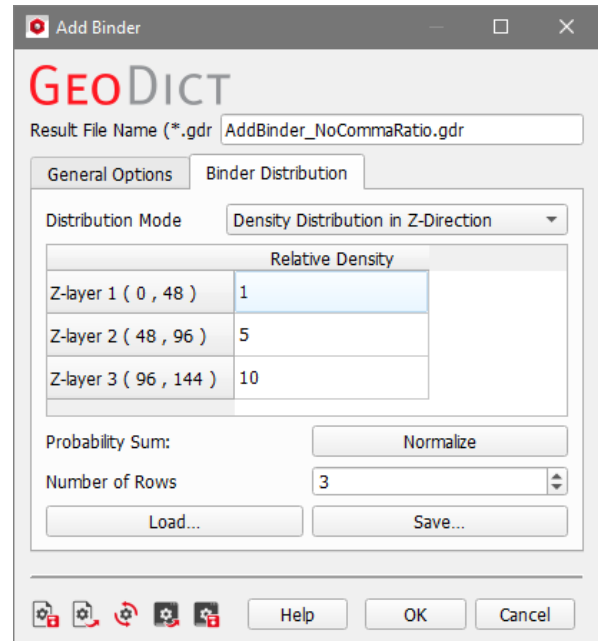 Add Binder
GEODICT
Result File Name (*.gdr AddBinder_NoCommaRatio.gdr
General Options Binder Distribution
Distribution Mode Density Distribution in Z-Direction
Relative Density
Z-layer 1 ( 0 , 48 ) 1
Z-layer 2 ( 48 , 96 ) 5
Z-layer 3 ( 96 , 144 ) 10
Probability Sum: Normalize
Number of Rows 3
Load... Save...
Help OK Cancel